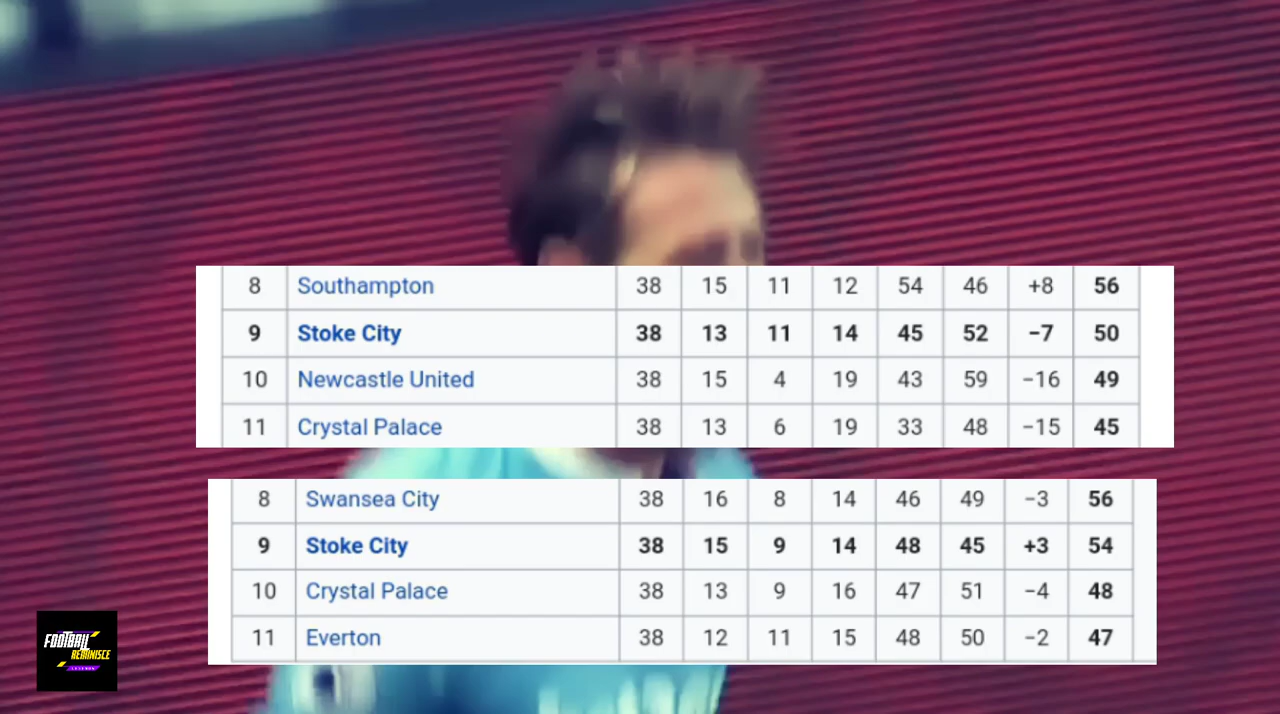 8 Southampton 38 15 11 12 54 46 +8 56
9 Stoke City 38 13 11 14 45 52 −7 50
10 Newcastle United 38 15 4 19 43 59 −16 49
11 Crystal Palace 38 13 6 19 33 48 −15 45
8 Swansea City 38 16 8 14 46 49 −3 56
9 Stoke City 38 15 9 14 48 45 +3 54
10 Crystal Palace 38 13 9 16 47 51 −4 48
11 Everton 38 12 11 15 48 50 −2 47
FOOTBALL
REMINISCE